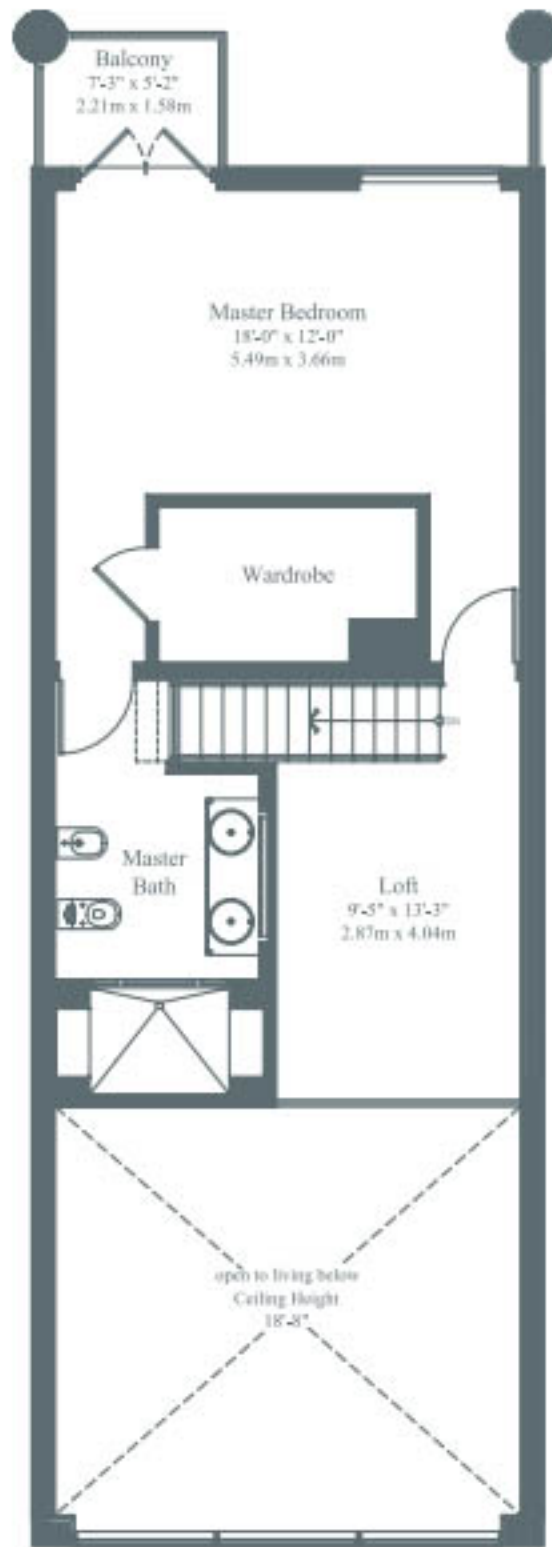 Balcony
7'-3" x 5'-2"
2.21m x 1.58m
Master Bedroom
18'-0" x 12'-0"
5.49m x 3.66m
Wardrobe
Master
Bath
Loft
9'-5" x 13'-3"
2.87m x 4.04m
open to living below
Ceiling Height
18'-8"